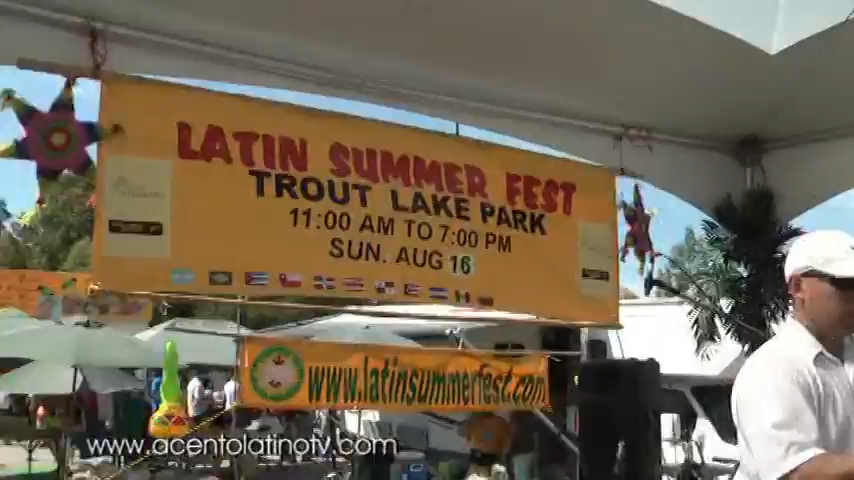 LATIN SUMMER FEST
TROUT LAKE PARK
11:00 AM TO 7:00 PM
SUN. AUG 16
www.latinsummerfest.com
www.acentolatinotv.com